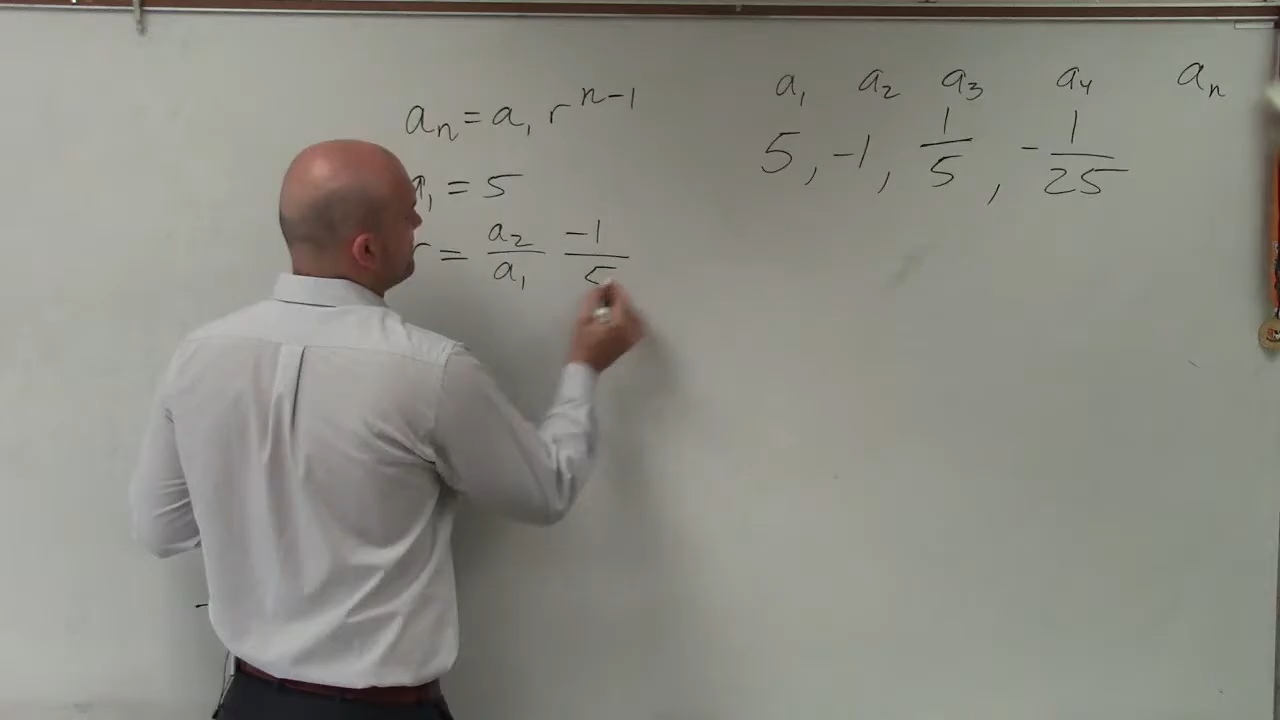 aₙ = a₁ rⁿ⁻¹
a₁ = 5
r = a₂/a₁ -1/5
a₁ a₂ a₃ a₄ aₙ
5, -1, 1/5, -1/25